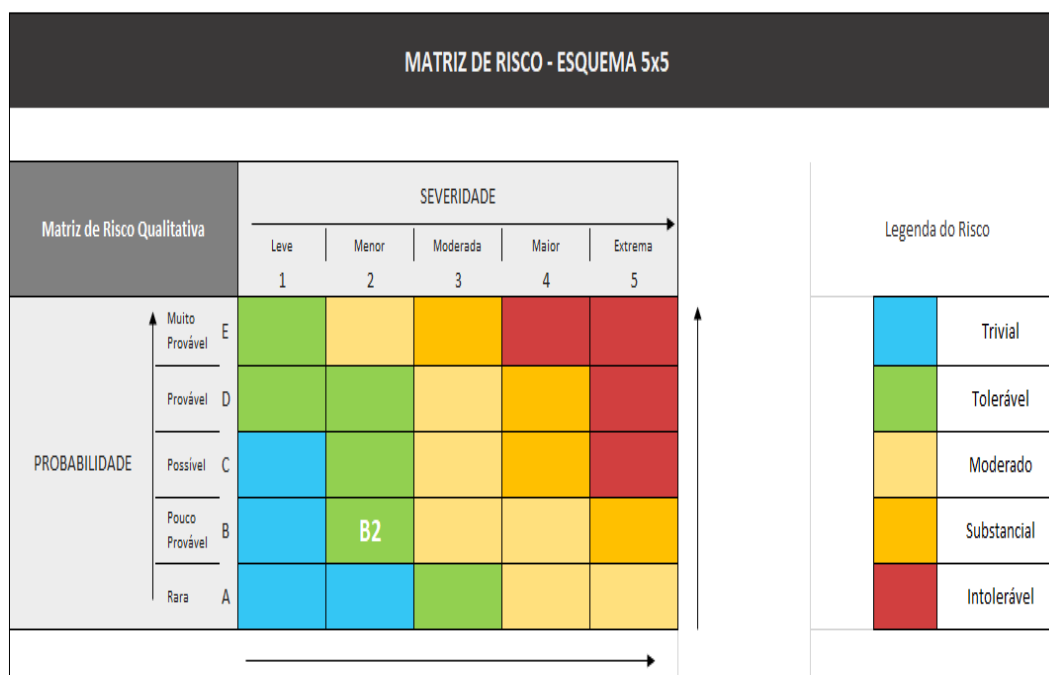 MATRIZ DE RISCO - ESQUEMA 5x5
Matriz de Risco Qualitativa
SEVERIDADE
Leve
Menor
Moderada
Maior
Extrema
1
2
3
4
5
PROBABILIDADE
Muito
Provável
E
Provável
D
Possível
C
Pouco
Provável
B
B2
Rara
A
Legenda do Risco
Trivial
Tolerável
Moderado
Substancial
Intolerável